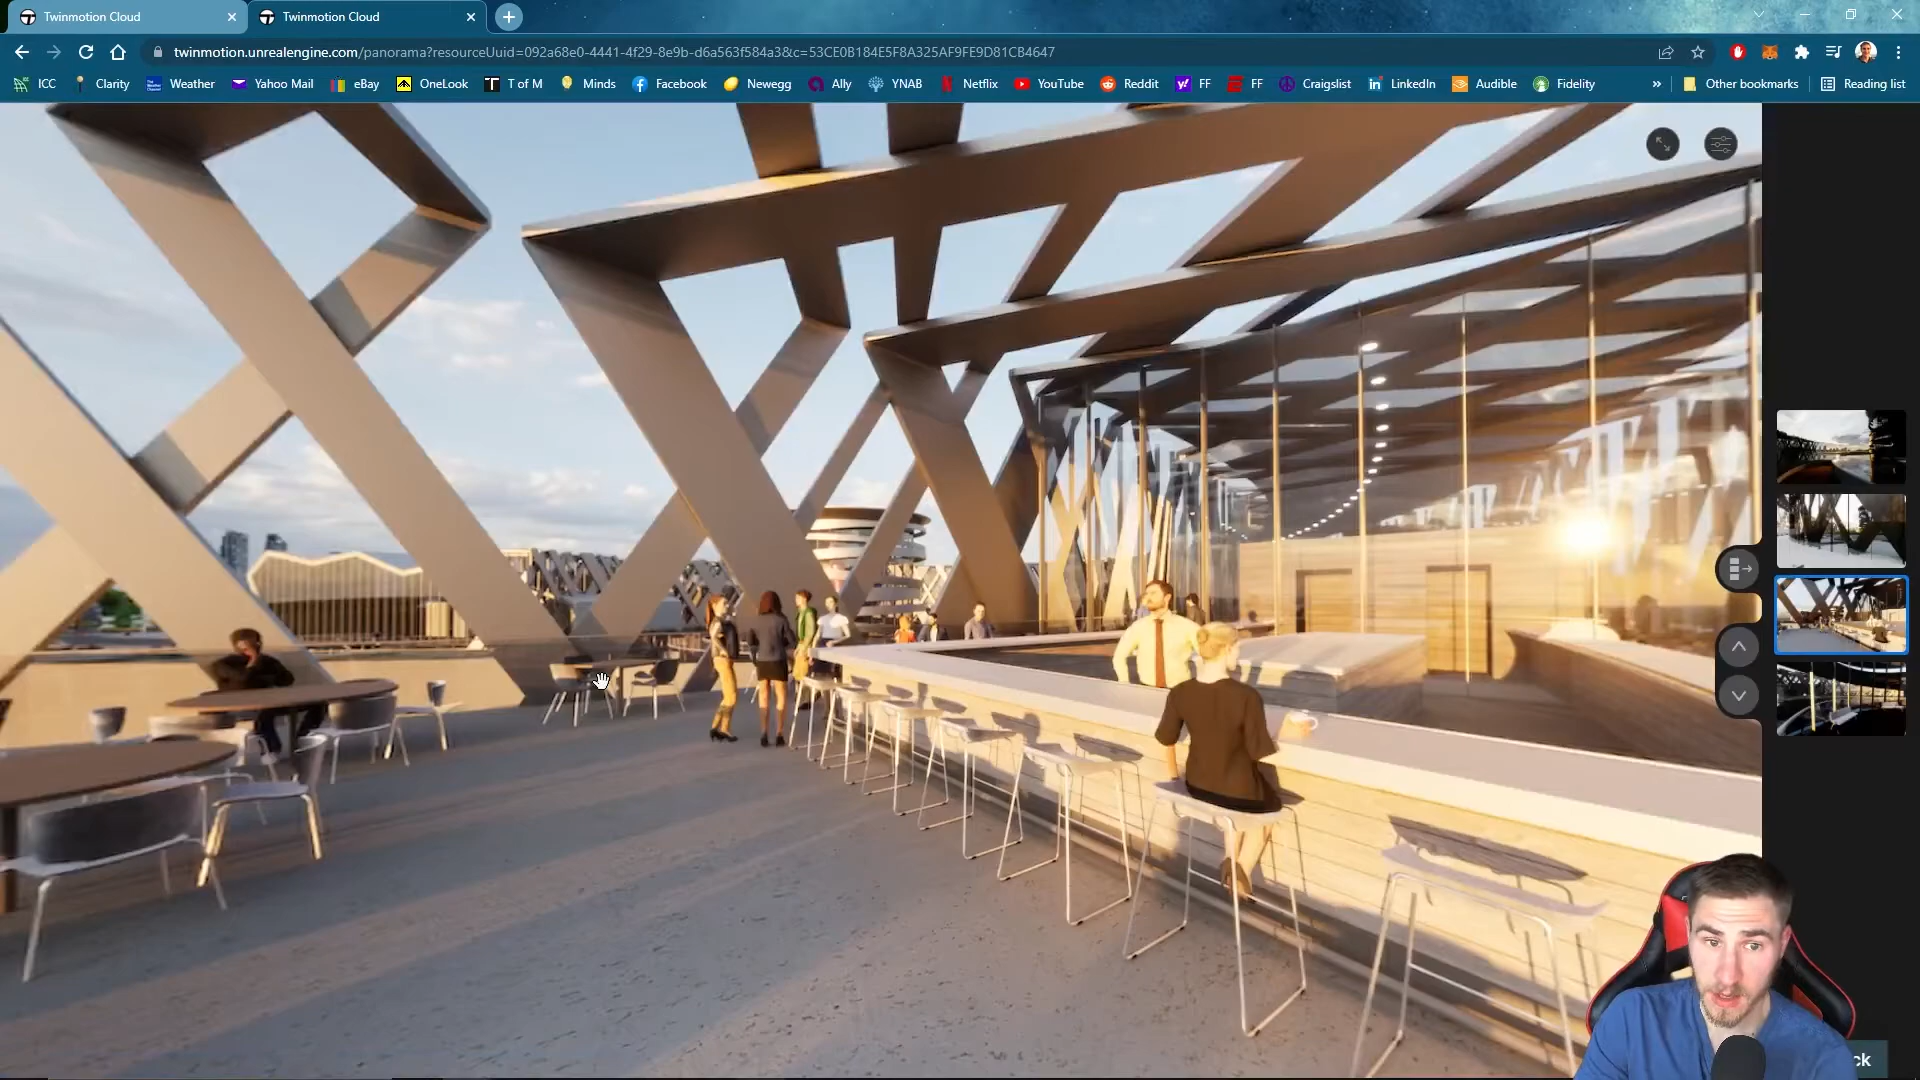 Twinmotion Cloud
Twinmotion Cloud
twinmotion.unrealengine.com/panorama?resourceUuid=092a68e0-4441-4f29-8e9b-d6a563f584a3&c=53CE0B184E5F8A325AF9FE9D81CB4647
ICC Clarity Weather Yahoo Mail eBay OneLook T of M Minds Facebook Newegg Ally YNAB Netflix YouTube Reddit FF FF Craigslist LinkedIn Audible Fidelity » Other bookmarks Reading list
ck